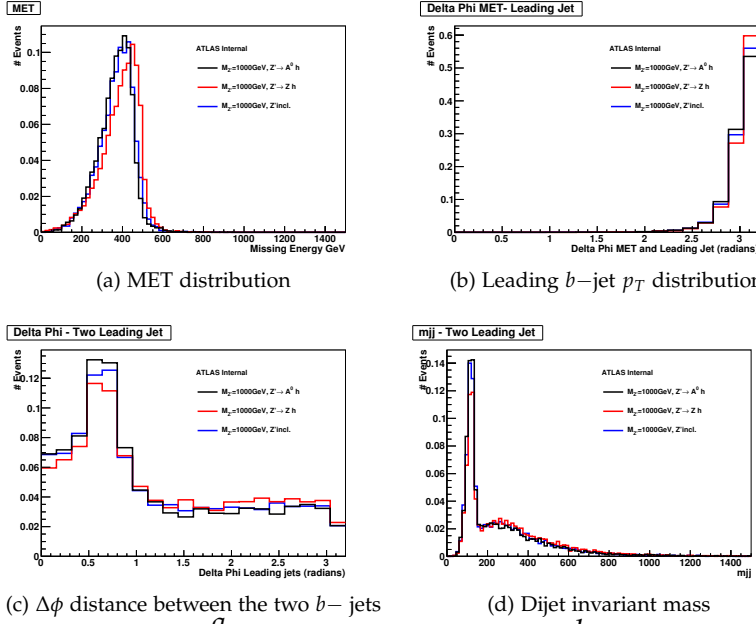 MET
# Events
0.1
0.08
0.06
0.04
0.02
0
ATLAS Internal
M_Z'=1000GeV, Z'→ A⁰ h
M_Z'=1000GeV, Z'→ Z h
M_Z'=1000GeV, Z'incl.
0 200 400 600 800 1000 1200 1400
Missing Energy GeV
(a) MET distribution
Delta Phi MET- Leading Jet
# Events
0.6
0.5
0.4
0.3
0.2
0.1
0
ATLAS Internal
M_Z'=1000GeV, Z'→ A⁰ h
M_Z'=1000GeV, Z'→ Z h
M_Z'=1000GeV, Z'incl.
0 0.5 1 1.5 2 2.5 3
Delta Phi MET and Leading Jet (radians)
(b) Leading b−jet p_T distribution
Delta Phi - Two Leading Jet
# Events
0.12
0.1
0.08
0.06
0.04
0.02
0
ATLAS Internal
M_Z'=1000GeV, Z'→ A⁰ h
M_Z'=1000GeV, Z'→ Z h
M_Z'=1000GeV, Z'incl.
0 0.5 1 1.5 2 2.5 3
Delta Phi Leading jets (radians)
(c) Δϕ distance between the two b− jets
mjj - Two Leading Jet
# Events
0.14
0.12
0.1
0.08
0.06
0.04
0.02
0
ATLAS Internal
M_Z'=1000GeV, Z'→ A⁰ h
M_Z'=1000GeV, Z'→ Z h
M_Z'=1000GeV, Z'incl.
0 200 400 600 800 1000 1200 1400
mjj
(d) Dijet invariant mass